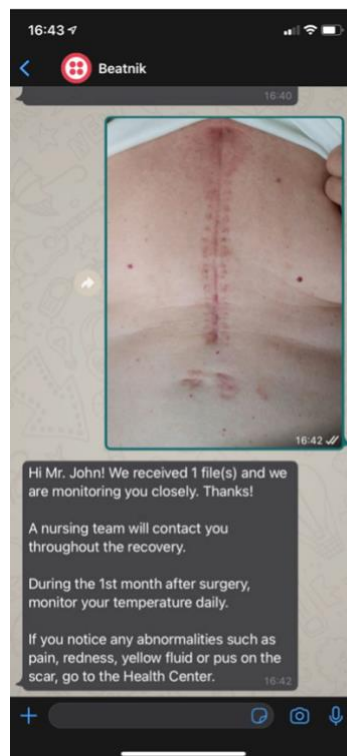 16:43
Beatnik
16:40
16:42
Hi Mr. John! We received 1 file(s) and we
are monitoring you closely. Thanks!
A nursing team will contact you
throughout the recovery.
During the 1st month after surgery,
monitor your temperature daily.
If you notice any abnormalities such as
pain, redness, yellow fluid or pus on the
scar, go to the Health Center.
16:42